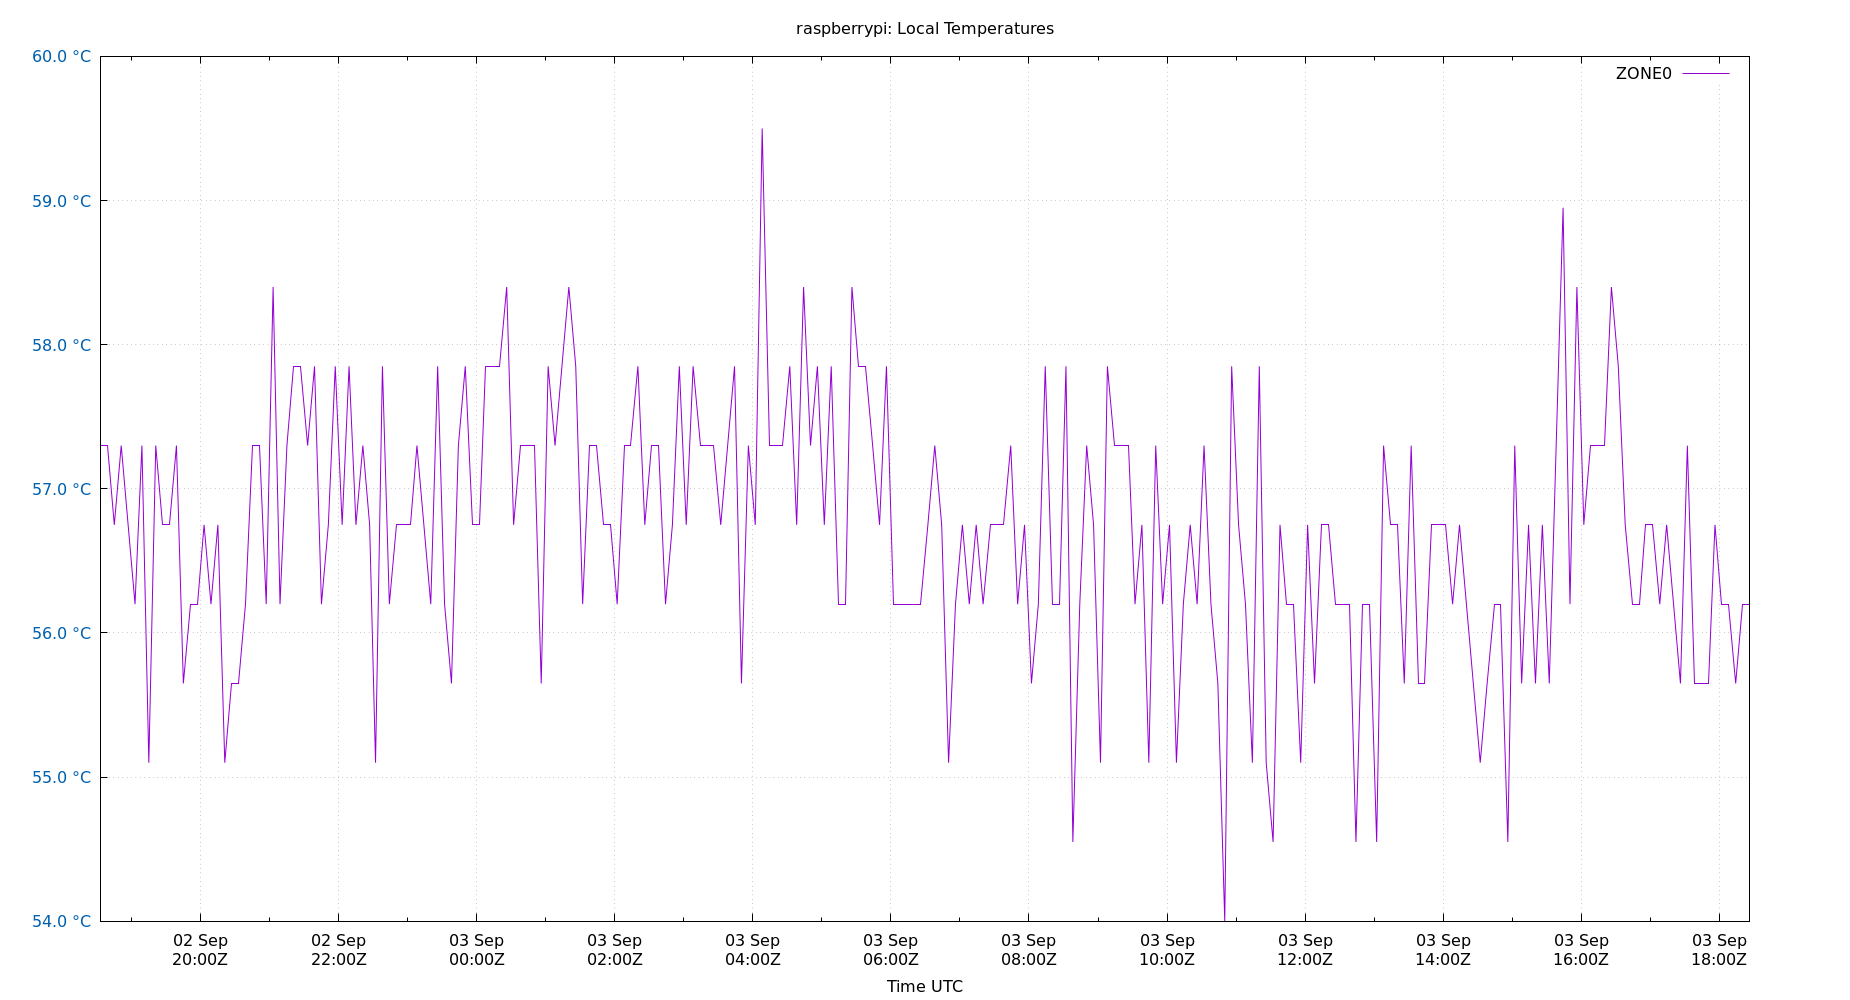 raspberrypi: Local Temperatures
60.0 °C
ZONE0
59.0 °C
58.0 °C
57.0 °C
56.0 °C
55.0 °C
54.0 °C
02 Sep 02 Sep 03 Sep 03 Sep 03 Sep 03 Sep 03 Sep 03 Sep 03 Sep 03 Sep 03 Sep 03 Sep
20:00Z 22:00Z 00:00Z 02:00Z 04:00Z 06:00Z 08:00Z 10:00Z 12:00Z 14:00Z 16:00Z 18:00Z
Time UTC